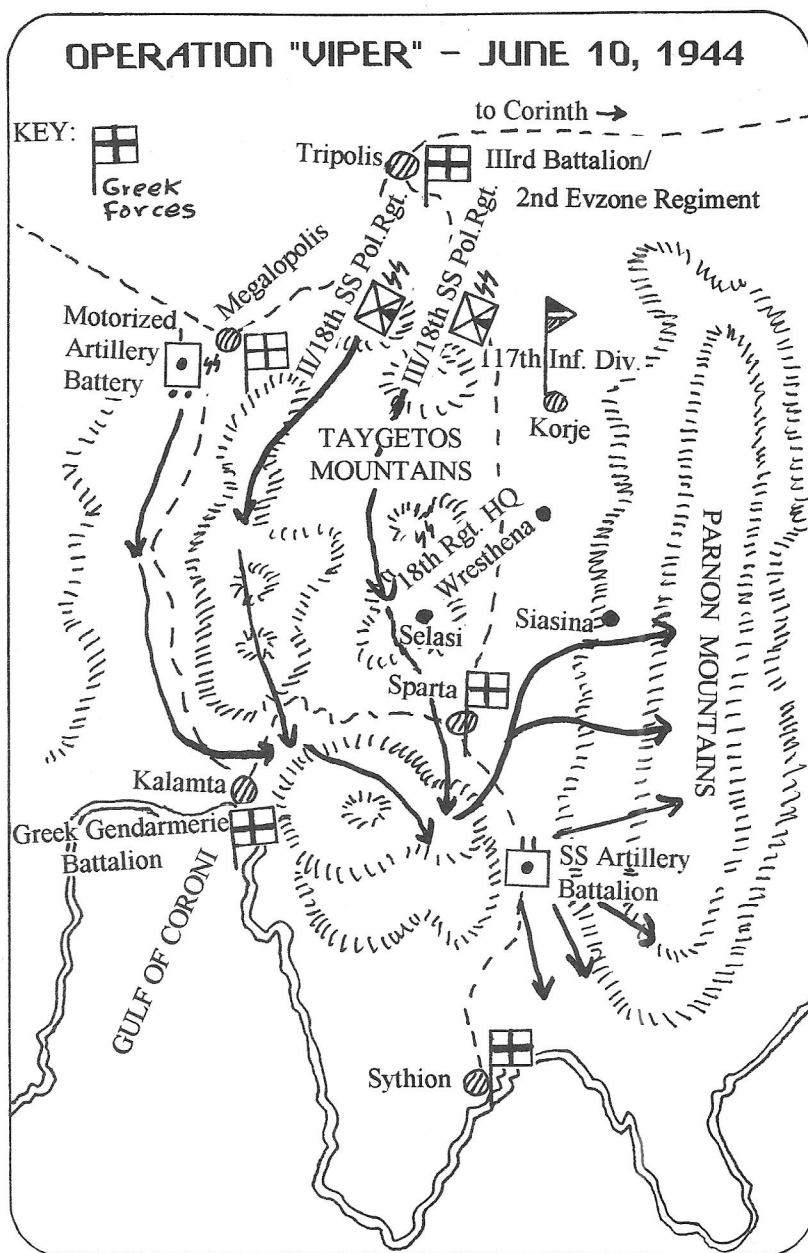 OPERATION "VIPER" - JUNE 10, 1944
to Corinth →
KEY:
Greek
Forces
Tripolis
IIIrd Battalion/
2nd Evzone Regiment
Megalopolis
II/18th SS Pol.Rgt.
III/18th SS Pol.Rgt.
Motorized
Artillery
Battery
117th Inf. Div.
Korje
TAYGETOS
MOUNTAINS
18th Rgt. HQ
Wresthena
PARNON MOUNTAINS
Selasi
Siasina
Sparta
Kalamta
Greek Gendarmerie
Battalion
SS Artillery
Battalion
GULF OF CORONI
Sythion